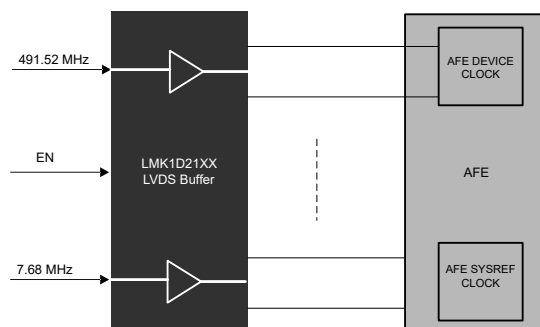 491.52 MHz
EN
7.68 MHz
LMK1D21XX
LVDS Buffer
AFE DEVICE
CLOCK
AFE
AFE SYSREF
CLOCK